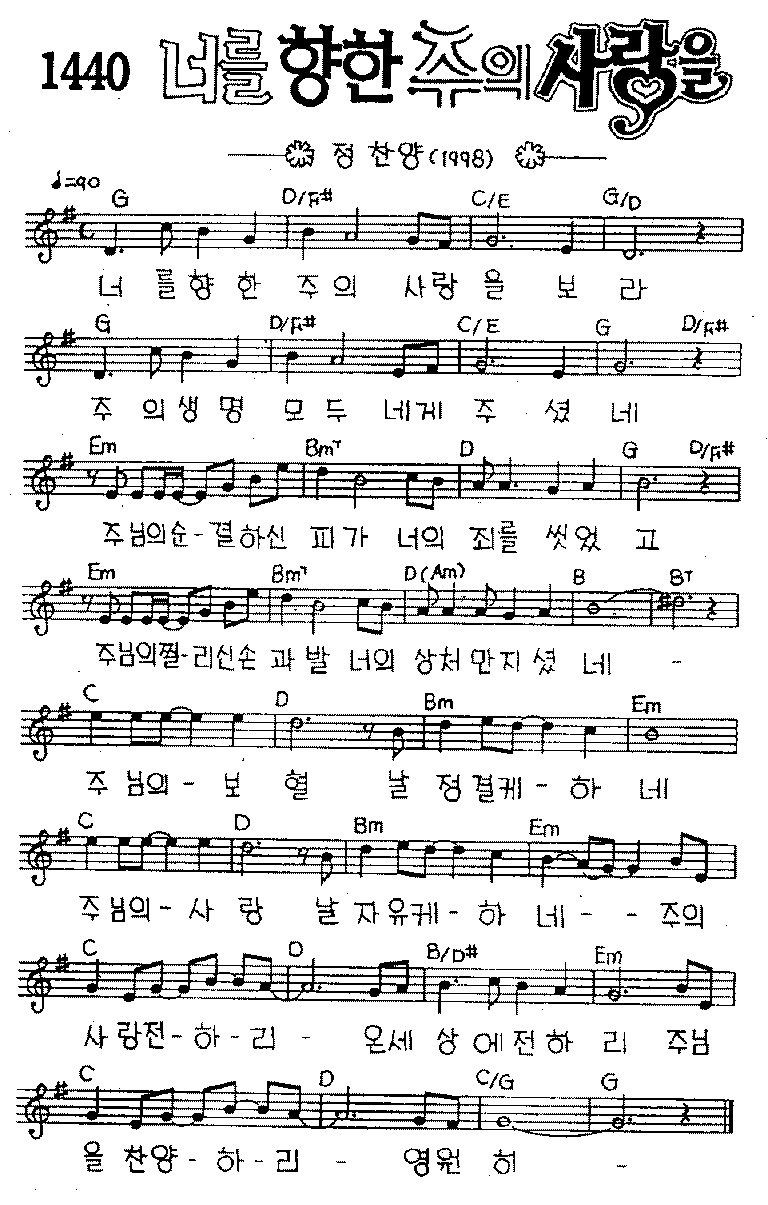 1440 너를 향한 주의 사랑을
정 찬양 (1998)
♩=90
G D/F# C/E G/D
너 를 향 한 주 의 사 랑 을 보 라
G D/F# C/E G D/F#
주 의 생 명 모 두 네 게 주 셨 네
Em Bm7 D G D/F#
주님의순-결하신 피 가 너의 죄를 씻었 고
Em Bm7 D(Am) B B7
주님의찔-리신손 과 발 너의 상처 만지 셨 네 -
C D Bm Em
주 님의 - 보 혈 날 정 결케 - 하 네
C D Bm Em
주님의 - 사 랑 날 자유케 - 하 네 - - 주의
C D B/D# Em
사 랑전 - 하 - 리 - 온세 상 에 전 하 리 주님
C D C/G G
을 찬양 - 하 - 리 - 영원 히 -